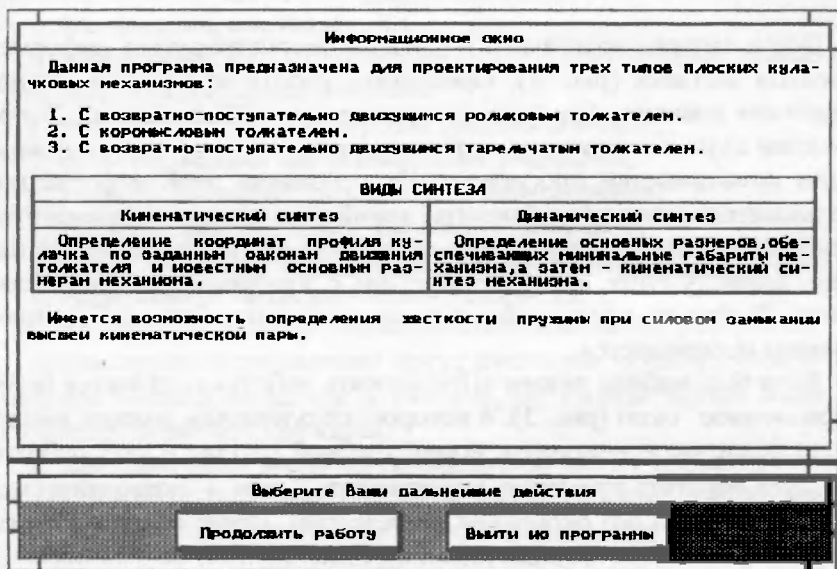 Информационное окно
Данная программа предназначена для проектирования трех типов плоских кула-
чковых механизмов:
1. С возвратно-поступательно движущимся роликовым толкателем.
2. С коромысловым толкателем.
3. С возвратно-поступательно движущимся тарельчатым толкателем.
ВИДЫ СИНТЕЗА
Кинематический синтез
Динамический синтез
Определение координат профиля ку-
лачка по заданным законам движения
толкателя и известным основным раз-
мерам механизма.
Определение основных размеров,обе-
спечивающих минимальные габариты ме-
ханизма,а затем - кинематический си-
нтез механизма.
Имеется возможность определения жесткости пружины при силовом замыкании
высшей кинематической пары.
Выберите Ваши дальнейшие действия
Продолжить работу
Выйти из программы